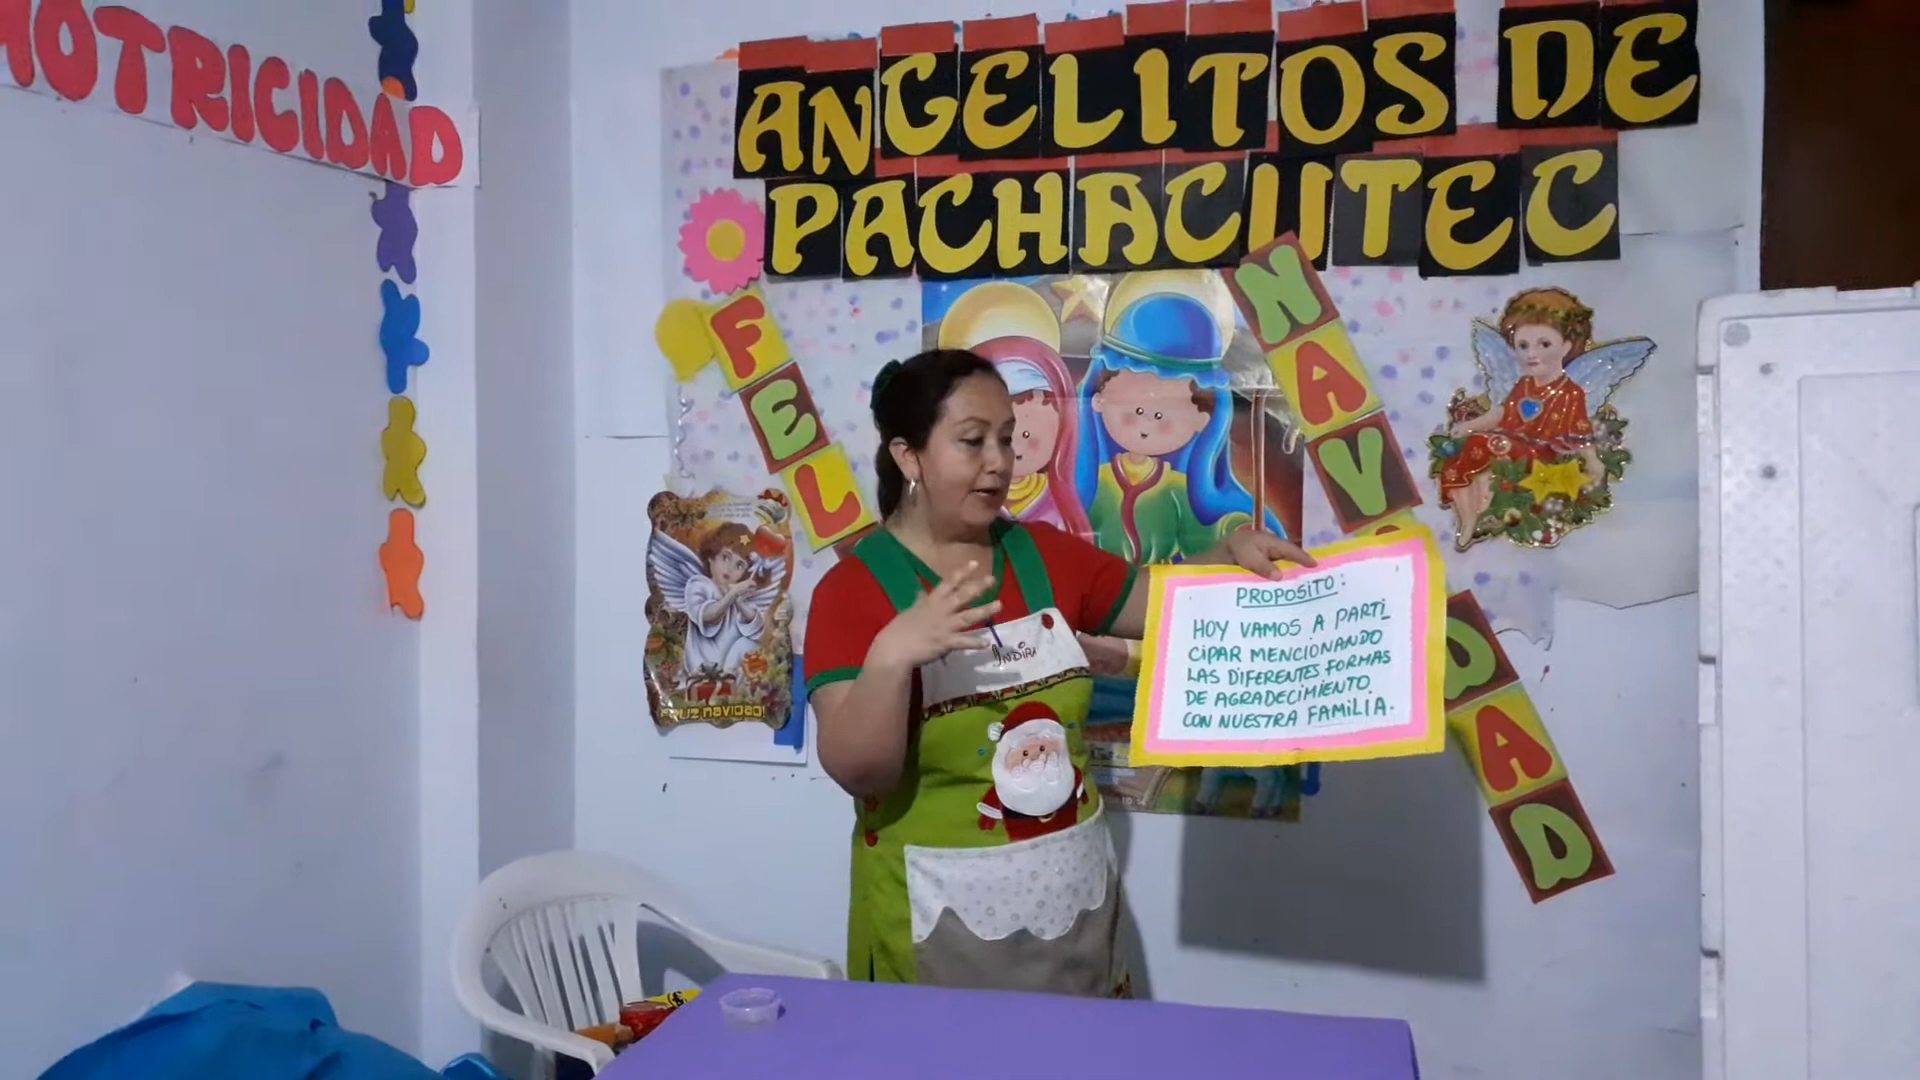 MOTRICIDAD
ANGELITOS DE
PACHACUTEC
FEL
NAV
DAD
FELIZ NAVIDAD!
INDIRA
PROPOSITO:
HOY VAMOS A PARTI_
CIPAR MENCIONANDO
LAS DIFERENTES FORMAS
DE AGRADECIMIENTO
CON NUESTRA FAMILIA.